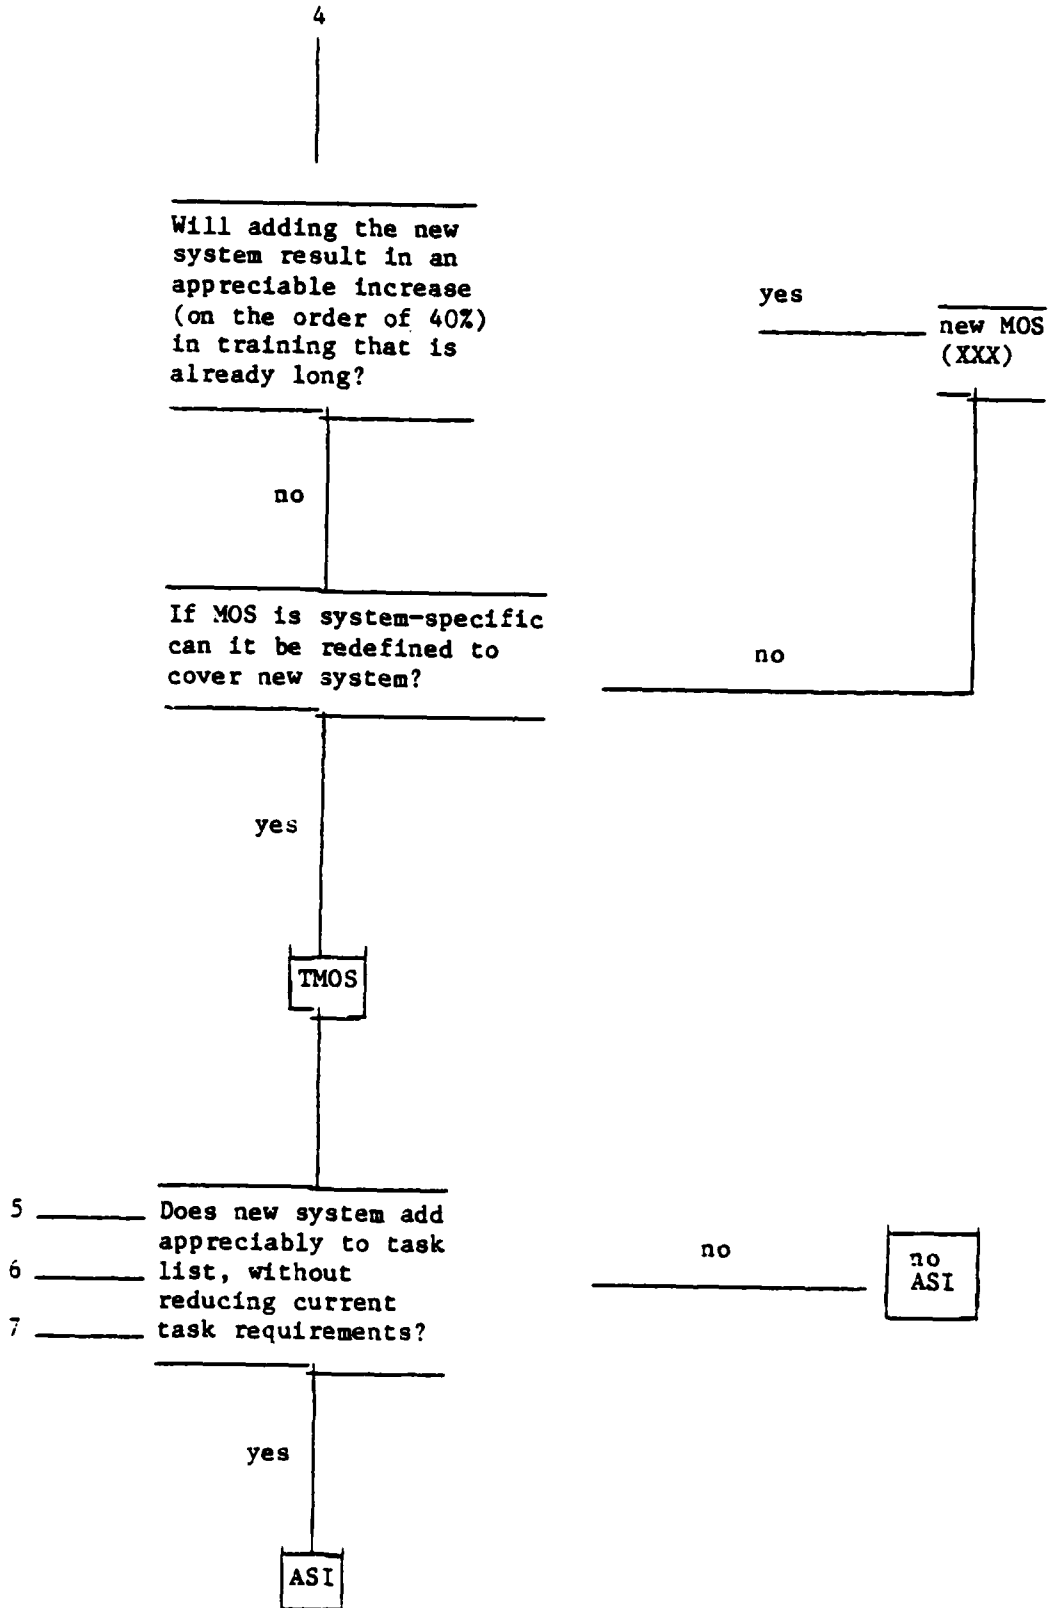 4
Will adding the new
system result in an
appreciable increase
(on the order of 40%)
in training that is
already long?
yes
new MOS
(XXX)
no
If MOS is system-specific
can it be redefined to
cover new system?
no
yes
TMOS
5
Does new system add
appreciably to task
6
list, without
reducing current
7
task requirements?
no
no
ASI
yes
ASI